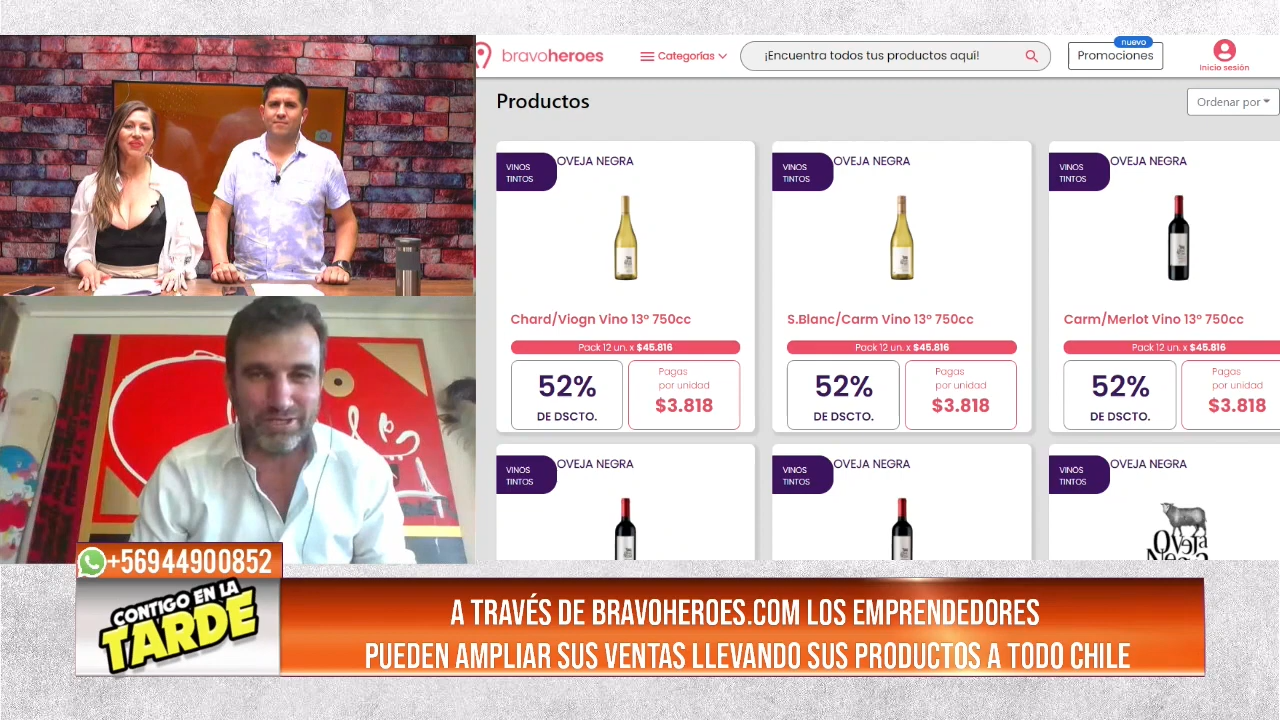 bravoheroes
Categorías
¡Encuentra todos tus productos aquí!
nuevo
Promociones
Inicio sesión
Productos
Ordenar por
VINOS
TINTOS
OVEJA NEGRA
Chard/Viogn Vino 13º 750cc
Pack 12 un. x $45.816
52%
DE DSCTO.
Pagas
por unidad
$3.818
VINOS
TINTOS
OVEJA NEGRA
S.Blanc/Carm Vino 13º 750cc
Pack 12 un. x $45.816
52%
DE DSCTO.
Pagas
por unidad
$3.818
VINOS
TINTOS
OVEJA NEGRA
Carm/Merlot Vino 13º 750cc
Pack 12 un. x $45.816
52%
DE DSCTO.
Pagas
por unidad
$3.818
VINOS
TINTOS
OVEJA NEGRA
VINOS
TINTOS
OVEJA NEGRA
VINOS
TINTOS
OVEJA NEGRA
Oveja
Negra
+56944900852
CONTIGO EN LA
TARDE
A TRAVÉS DE BRAVOHEROES.COM LOS EMPRENDEDORES
PUEDEN AMPLIAR SUS VENTAS LLEVANDO SUS PRODUCTOS A TODO CHILE